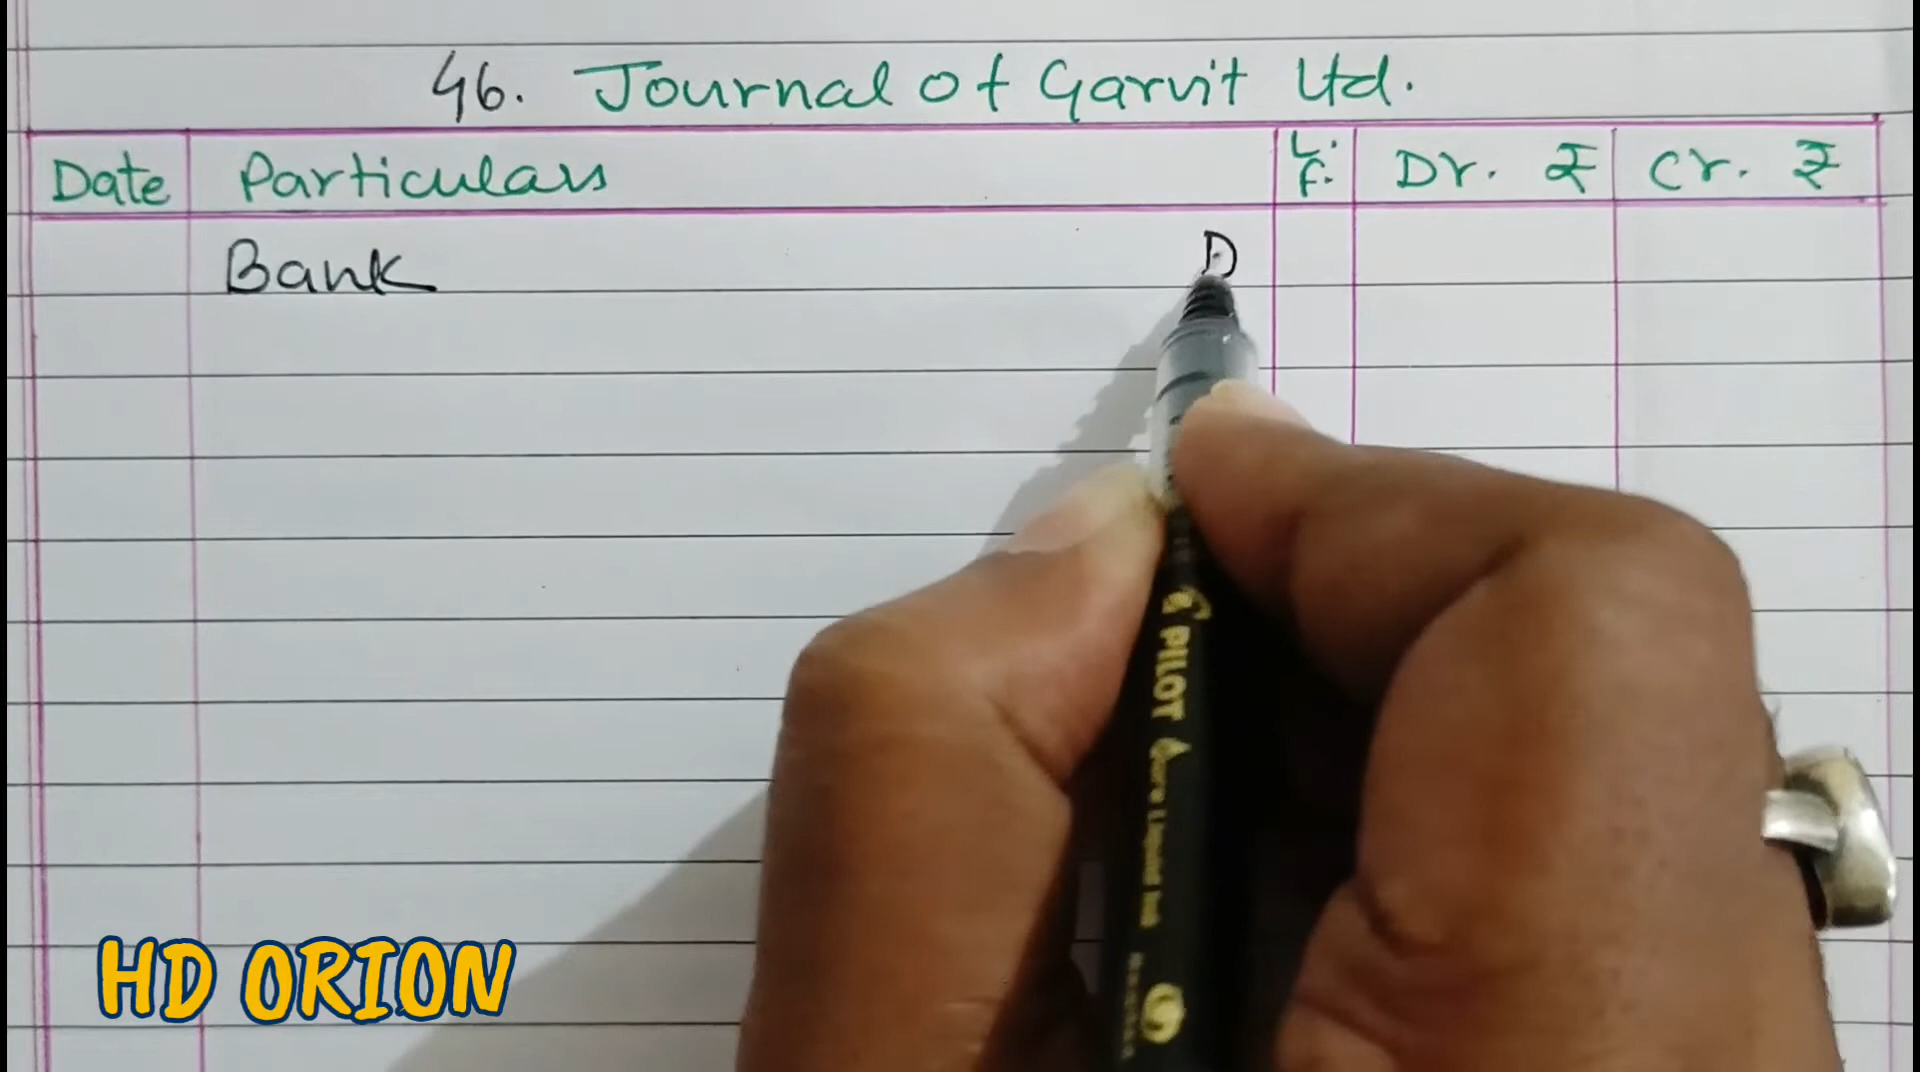 46. Journal of Garvit Ltd.
Date Particulars L.F. Dr. ₹ Cr. ₹
Bank D
PILOT
HD ORION